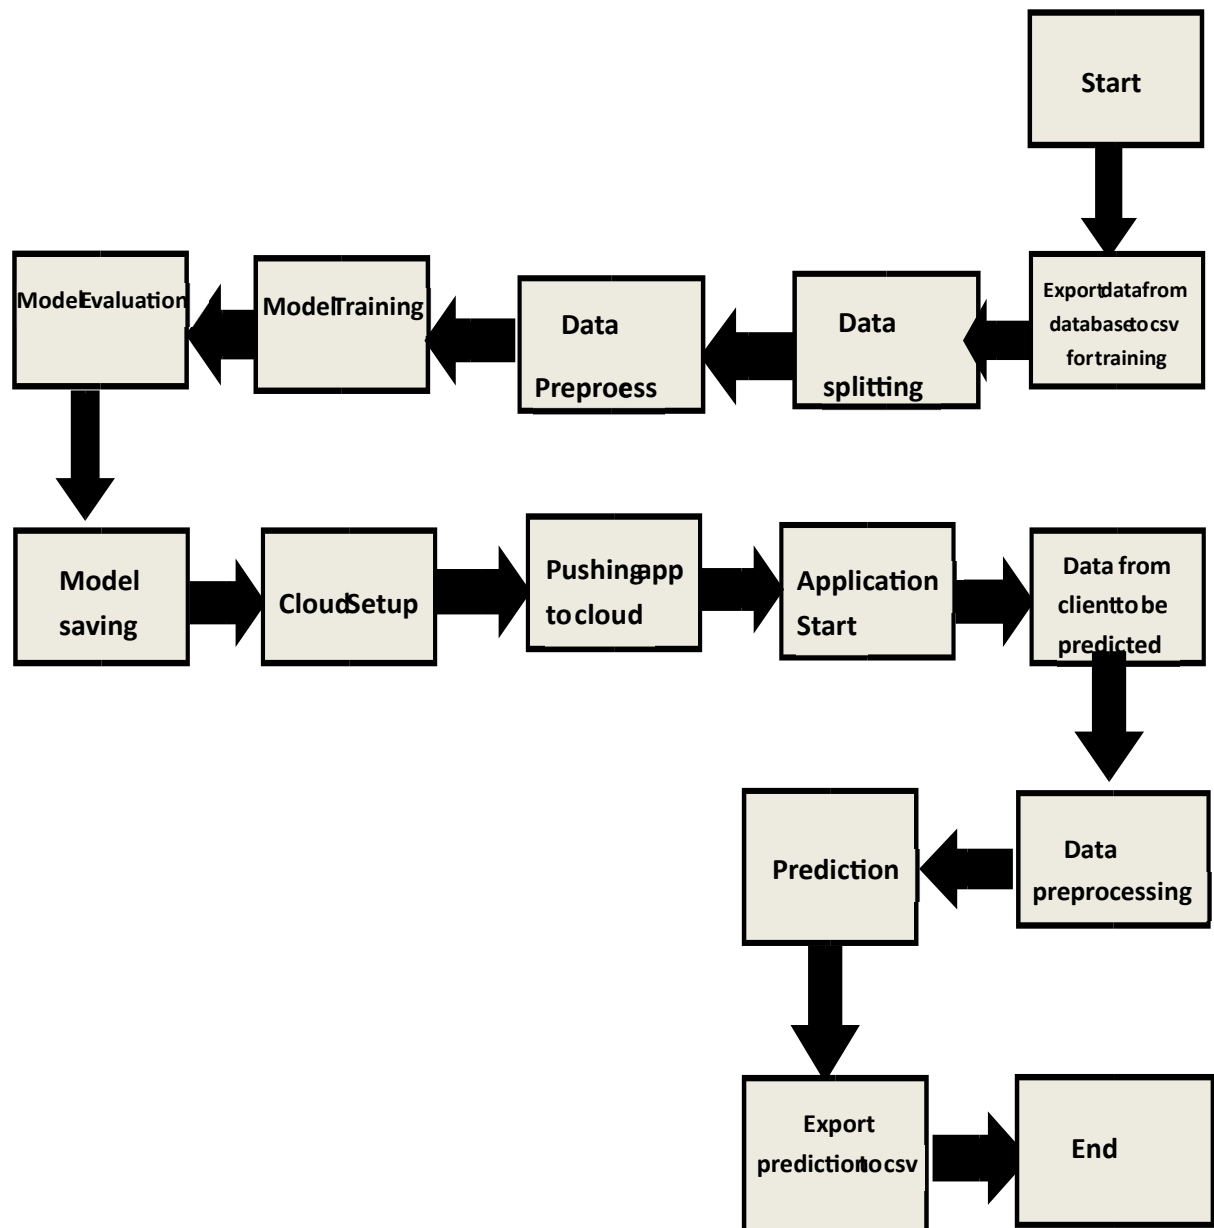 Start
Export data from
database to csv
for training
Data
splitting
Data
Preproess
Model Training
Model Evaluation
Model
saving
Cloud Setup
Pushing app
to cloud
Application
Start
Data from
client to be
predicted
Data
preprocessing
Prediction
Export
prediction to csv
End